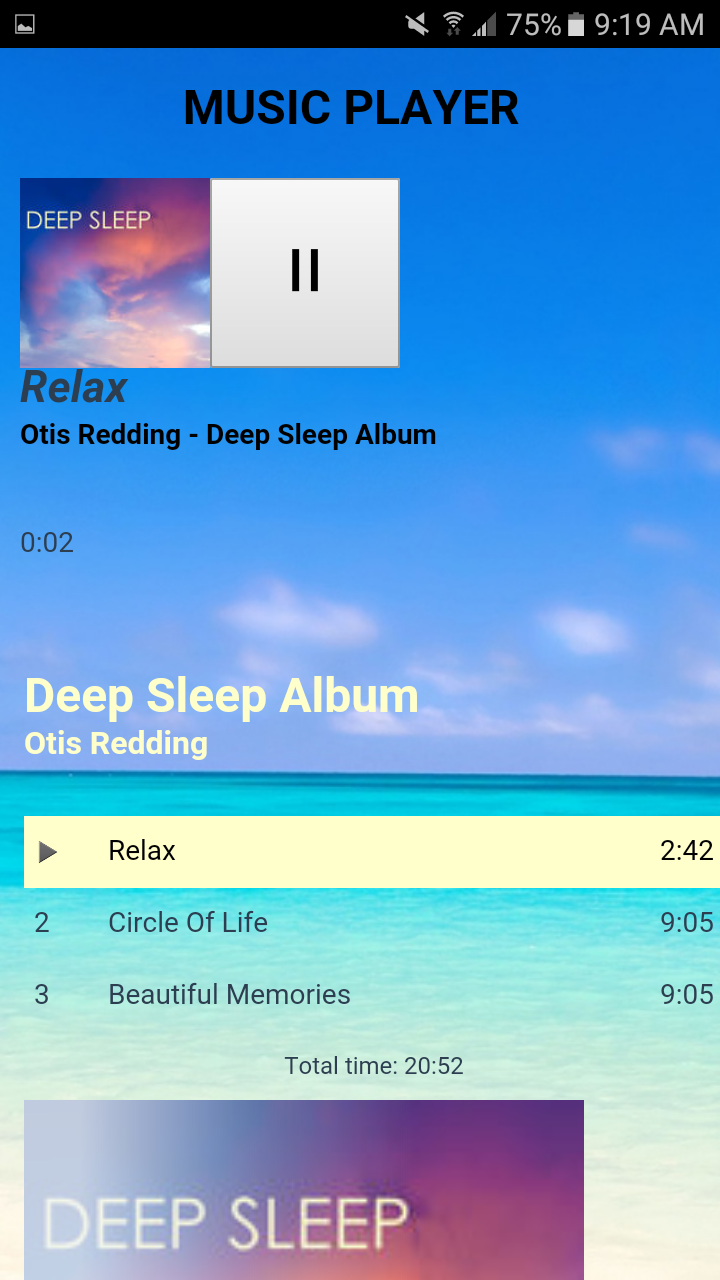 75% 9:19 AM
MUSIC PLAYER
DEEP SLEEP
Relax
Otis Redding - Deep Sleep Album
0:02
Deep Sleep Album
Otis Redding
Relax 2:42
2 Circle Of Life 9:05
3 Beautiful Memories 9:05
Total time: 20:52
DEEP SLEEP